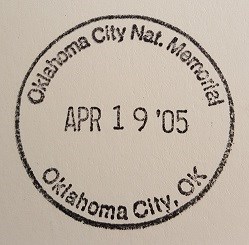 Oklahoma City Nat. Memorial
APR 19 '05
Oklahoma City, OK